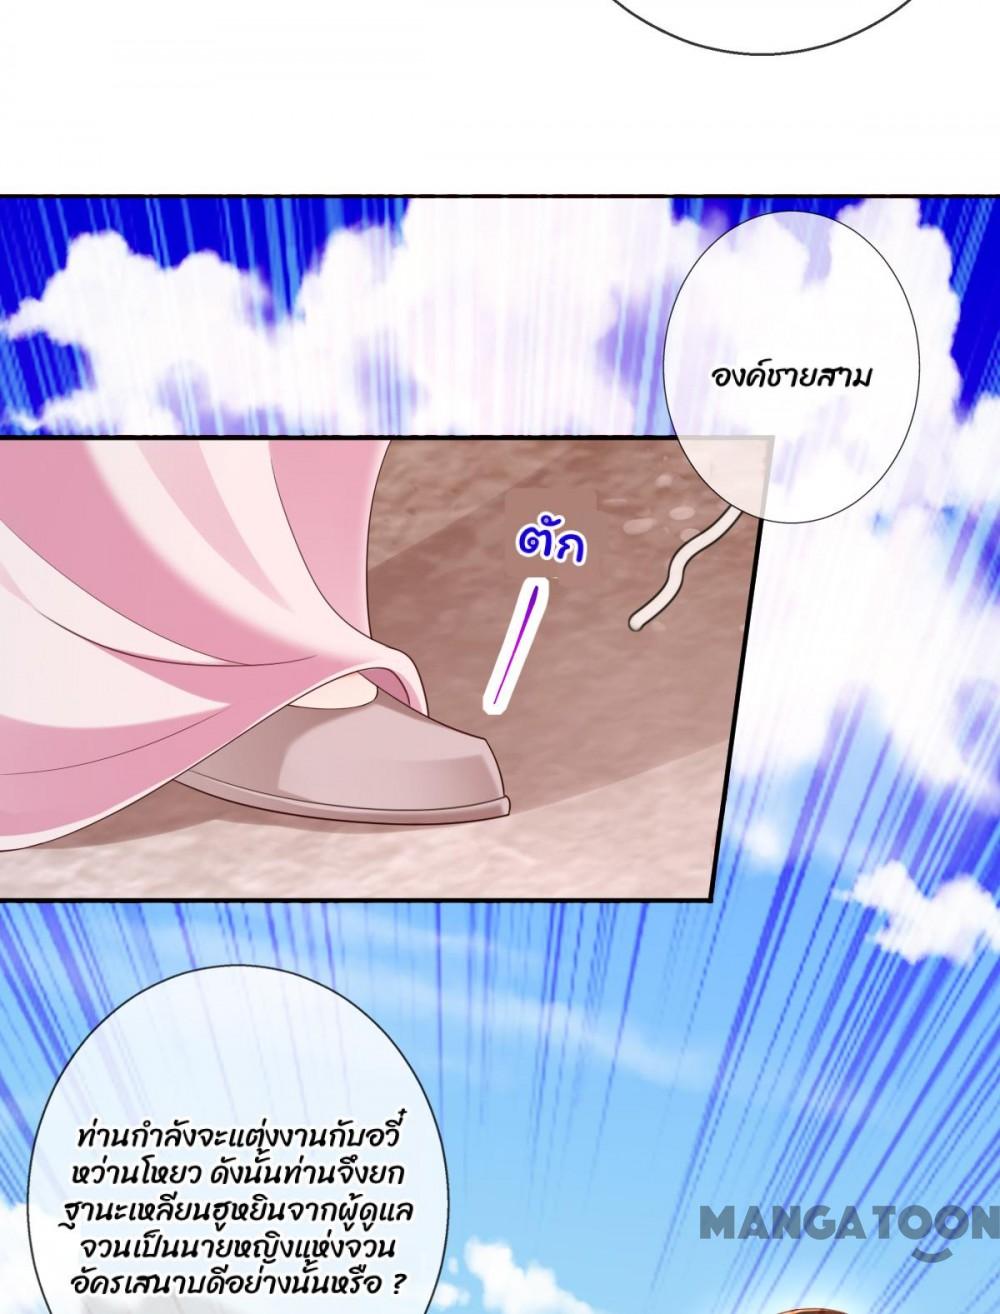 องค์ชายสาม
ตัก
ท่านกำลังจะแต่งงานกับอวี๋
หว่านโหยว ดังนั้นท่านจึงยก
ฐานะเหลียนฮูหยินจากผู้ดูแล
จวนเป็นนายหญิงแห่งจวน
อัครเสนาบดีอย่างนั้นหรือ ?
MANGATOON